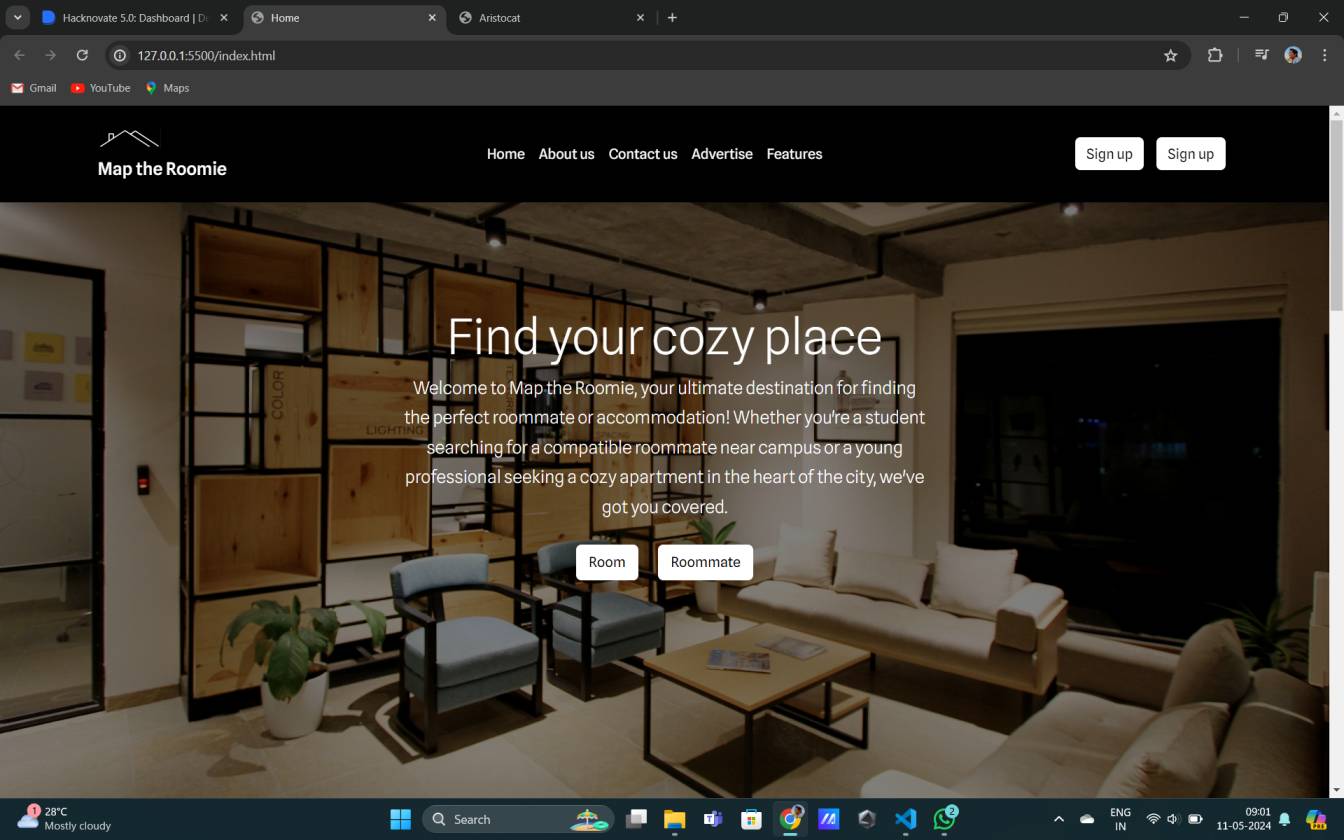 Hacknovate 5.0: Dashboard | D
Home
Aristocat
127.0.0.1:5500/index.html
Gmail
YouTube
Maps
Map the Roomie
Home
About us
Contact us
Advertise
Features
Sign up
Sign up
COLOR
LIGHTING
Find your cozy place
Welcome to Map the Roomie, your ultimate destination for finding
the perfect roommate or accommodation! Whether you're a student
searching for a compatible roommate near campus or a young
professional seeking a cozy apartment in the heart of the city, we've
got you covered.
Room
Roommate
1
28°C
Mostly cloudy
Search
2
ENG
IN
09:01
11-05-2024
PRE